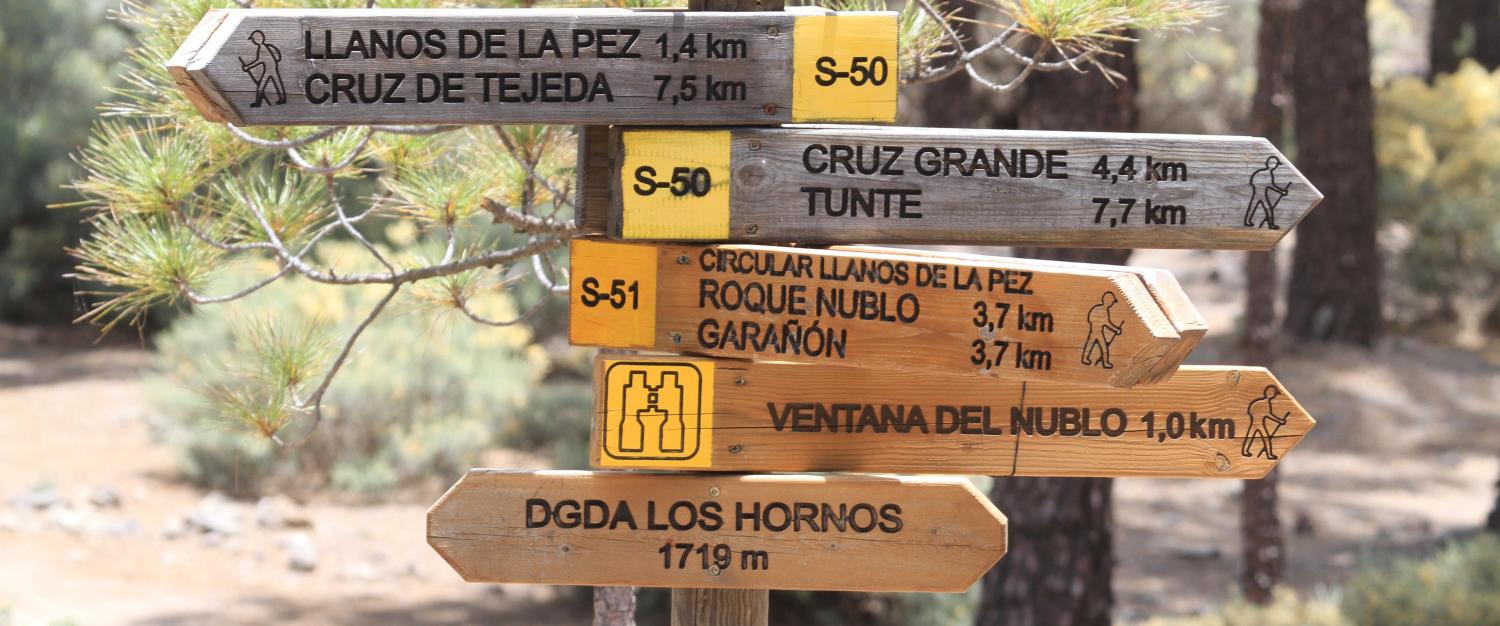 LLANOS DE LA PEZ 1,4 km
CRUZ DE TEJEDA 7,5 km
S-50
S-50
CRUZ GRANDE 4,4 km
TUNTE 7,7 km
S-51
CIRCULAR LLANOS DE LA PEZ
ROQUE NUBLO 3,7 km
GARAÑÓN 3,7 km
VENTANA DEL NUBLO 1,0 km
DGDA LOS HORNOS
1719 m